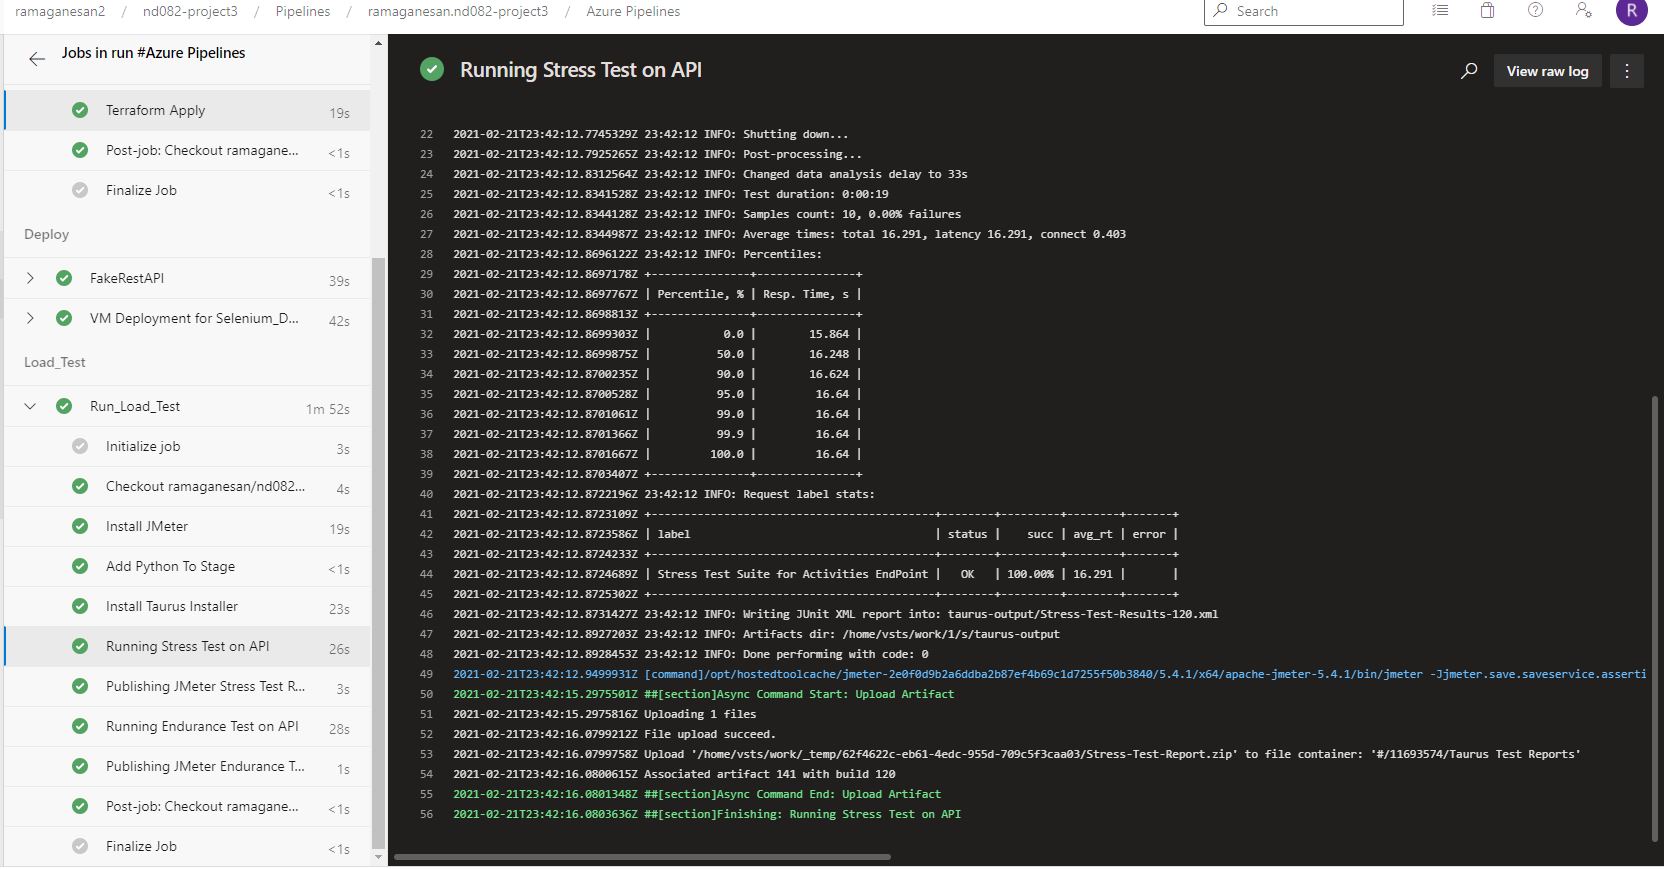 ramaganesan2 / nd082-project3 / Pipelines / ramaganesan.nd082-project3 / Azure Pipelines
Search
R
Jobs in run #Azure Pipelines
Terraform Apply 19s
Post-job: Checkout ramagane... <1s
Finalize Job <1s
Deploy
FakeRestAPI 39s
VM Deployment for Selenium_D... 42s
Load_Test
Run_Load_Test 1m 52s
Initialize job 3s
Checkout ramaganesan/nd082... 4s
Install JMeter 19s
Add Python To Stage <1s
Install Taurus Installer 23s
Running Stress Test on API 26s
Publishing JMeter Stress Test R... 3s
Running Endurance Test on API 28s
Publishing JMeter Endurance T... 1s
Post-job: Checkout ramagane... <1s
Finalize Job <1s
Running Stress Test on API
View raw log
22 2021-02-21T23:42:12.7745329Z 23:42:12 INFO: Shutting down...
23 2021-02-21T23:42:12.7925265Z 23:42:12 INFO: Post-processing...
24 2021-02-21T23:42:12.8312564Z 23:42:12 INFO: Changed data analysis delay to 33s
25 2021-02-21T23:42:12.8341528Z 23:42:12 INFO: Test duration: 0:00:19
26 2021-02-21T23:42:12.8344128Z 23:42:12 INFO: Samples count: 10, 0.00% failures
27 2021-02-21T23:42:12.8344987Z 23:42:12 INFO: Average times: total 16.291, latency 16.291, connect 0.403
28 2021-02-21T23:42:12.8696122Z 23:42:12 INFO: Percentiles:
29 2021-02-21T23:42:12.8697178Z +---------------+---------------+
30 2021-02-21T23:42:12.8697767Z | Percentile, % | Resp. Time, s |
31 2021-02-21T23:42:12.8698813Z +---------------+---------------+
32 2021-02-21T23:42:12.8699303Z | 0.0 | 15.864 |
33 2021-02-21T23:42:12.8699875Z | 50.0 | 16.248 |
34 2021-02-21T23:42:12.8700235Z | 90.0 | 16.624 |
35 2021-02-21T23:42:12.8700528Z | 95.0 | 16.64 |
36 2021-02-21T23:42:12.8701061Z | 99.0 | 16.64 |
37 2021-02-21T23:42:12.8701366Z | 99.9 | 16.64 |
38 2021-02-21T23:42:12.8701667Z | 100.0 | 16.64 |
39 2021-02-21T23:42:12.8703407Z +---------------+---------------+
40 2021-02-21T23:42:12.8722196Z 23:42:12 INFO: Request label stats:
41 2021-02-21T23:42:12.8723109Z +-------------------------------------------+--------+---------+--------+-------+
42 2021-02-21T23:42:12.8723586Z | label | status | succ | avg_rt | error |
43 2021-02-21T23:42:12.8724233Z +-------------------------------------------+--------+---------+--------+-------+
44 2021-02-21T23:42:12.8724689Z | Stress Test Suite for Activities EndPoint | OK | 100.00% | 16.291 | |
45 2021-02-21T23:42:12.8725302Z +-------------------------------------------+--------+---------+--------+-------+
46 2021-02-21T23:42:12.8731427Z 23:42:12 INFO: Writing JUnit XML report into: taurus-output/Stress-Test-Results-120.xml
47 2021-02-21T23:42:12.8927203Z 23:42:12 INFO: Artifacts dir: /home/vsts/work/1/s/taurus-output
48 2021-02-21T23:42:12.8928453Z 23:42:12 INFO: Done performing with code: 0
49 2021-02-21T23:42:12.9499931Z [command]/opt/hostedtoolcache/jmeter-2e0f0d9b2a6ddba2b87ef4b69c1d7255f50b3840/5.4.1/x64/apache-jmeter-5.4.1/bin/jmeter -Jjmeter.save.saveservice.asserti
50 2021-02-21T23:42:15.2975501Z ##[section]Async Command Start: Upload Artifact
51 2021-02-21T23:42:15.2975816Z Uploading 1 files
52 2021-02-21T23:42:16.0799212Z File upload succeed.
53 2021-02-21T23:42:16.0799758Z Upload '/home/vsts/work/_temp/62f4622c-eb61-4edc-955d-709c5f3caa03/Stress-Test-Report.zip' to file container: '#/11693574/Taurus Test Reports'
54 2021-02-21T23:42:16.0800615Z Associated artifact 141 with build 120
55 2021-02-21T23:42:16.0801348Z ##[section]Async Command End: Upload Artifact
56 2021-02-21T23:42:16.0803636Z ##[section]Finishing: Running Stress Test on API